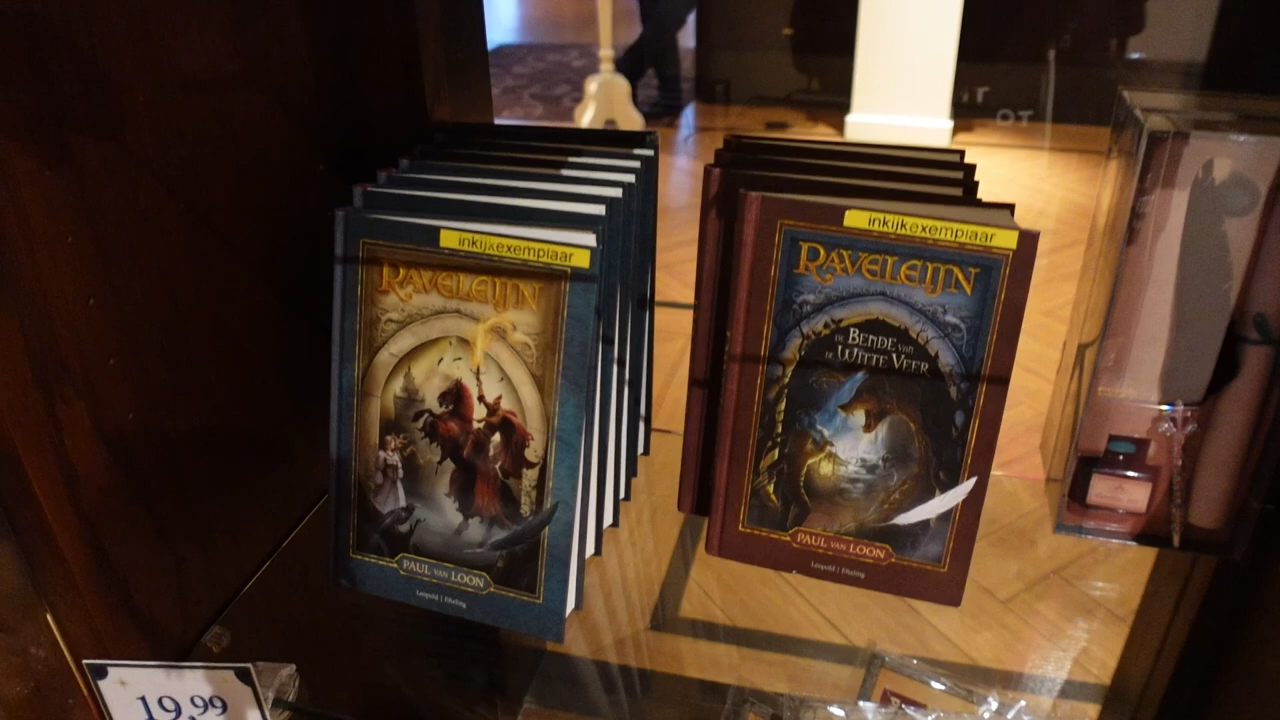 inkijkexemplaar
RAVELEIJN
PAUL VAN LOON
Leopold | Efteling
inkijkexemplaar
RAVELEIJN
DE BENDE VAN
DE WITTE VEER
PAUL VAN LOON
Leopold | Efteling
19,99